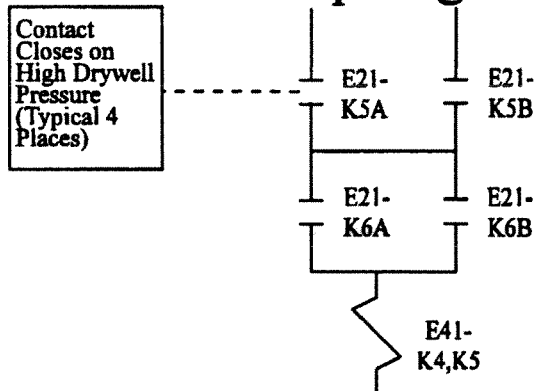 Contact
Closes on
High Drywell
Pressure
(Typical 4
Places)
E21-
K5A
E21-
K5B
E21-
K6A
E21-
K6B
E41-
K4,K5